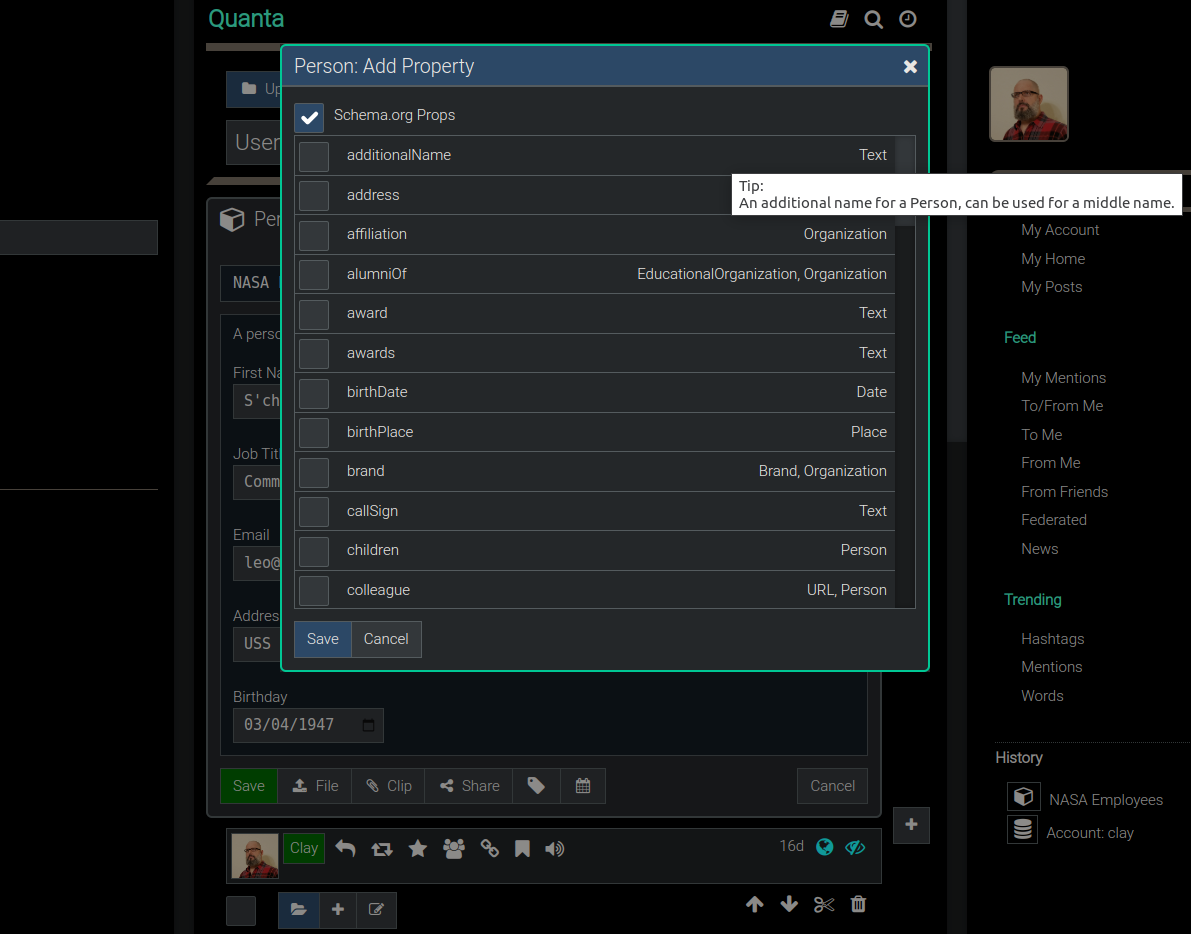 Quanta
Person: Add Property
Up
Schema.org Props
User
additionalName Text
Tip:
An additional name for a Person, can be used for a middle name.
address
Per
affiliation Organization
My Account
My Home
alumniOf EducationalOrganization, Organization
NASA
My Posts
award Text
A perso
Feed
awards Text
First Na
My Mentions
birthDate Date
S'ch
To/From Me
birthPlace Place
To Me
Job Tit
From Me
brand Brand, Organization
Comm
From Friends
callSign Text
Federated
Email
News
children Person
leo@
colleague URL, Person
Trending
Addres
Save Cancel
Hashtags
USS
Mentions
Birthday
Words
03/04/1947
History
Save File Clip Share Cancel
NASA Employees
Account: clay
Clay 16d